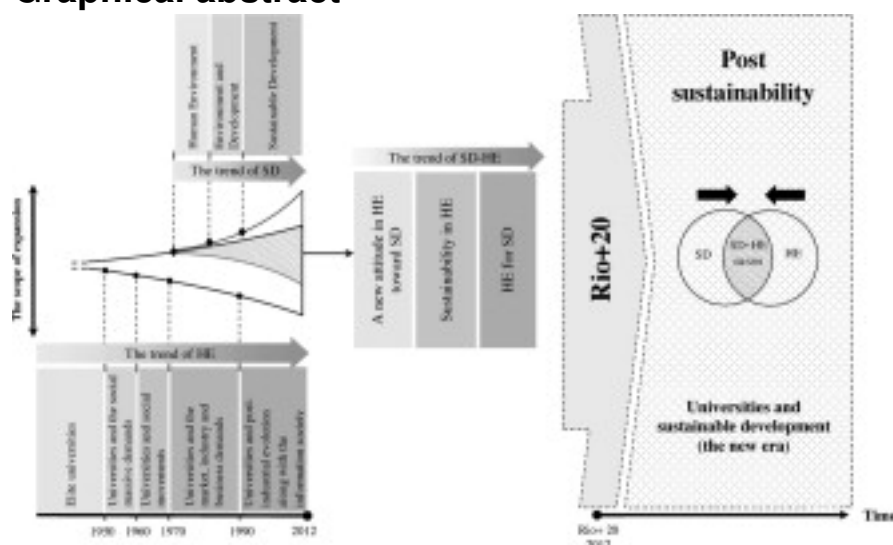 Graphical abstract
Human Environment
Environment and
Development
Sustainable Development
The trend of SD
The scope of expansion
The trend of HE
Elite universities
Universities and the social
massive demands
Universities and social
movements
Universities and the
market, industry and
business demands
Universities and post-
industrial evolution
along with the
information society
1950
1960
1970
1990
2012
The trend of SD-HE
A new attitude in HE
toward SD
Sustainability in HE
HE for SD
Rio+20
Post
sustainability
SD
SD+HE
HE
Universities and
sustainable development
(the new era)
Time
Rio+ 20
2012